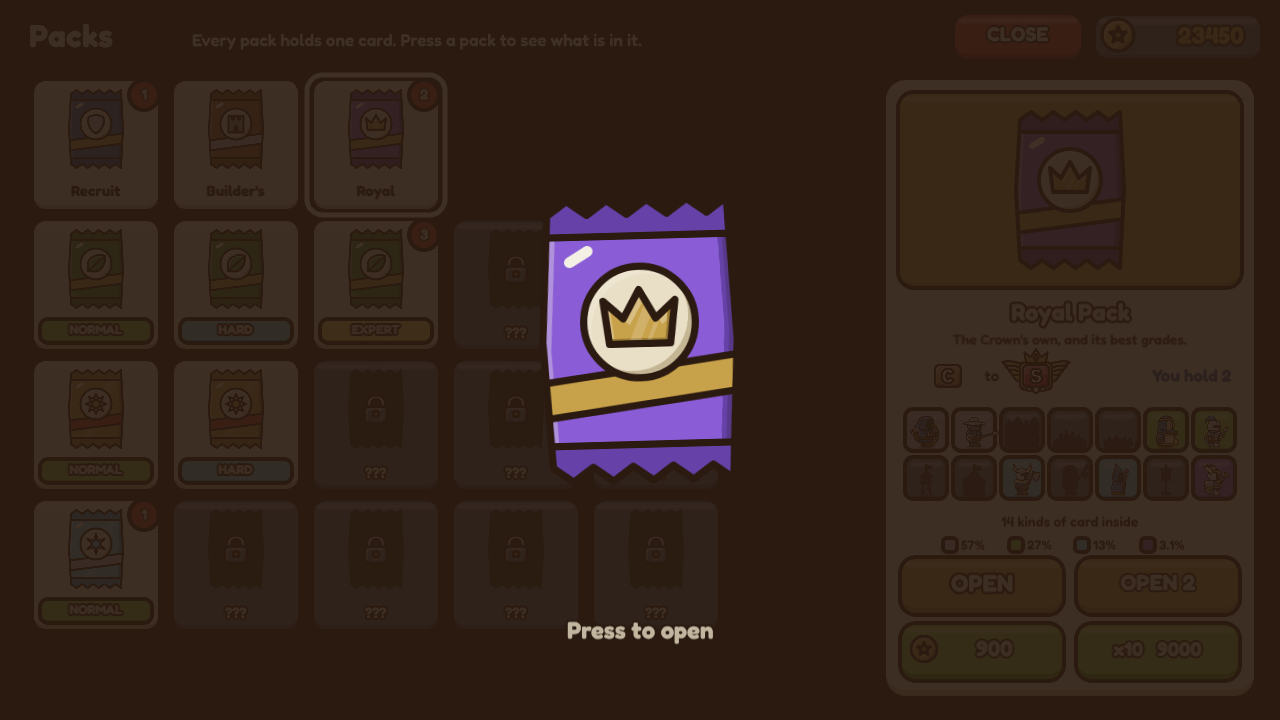 Packs
Every pack holds one card. Press a pack to see what is in it.
CLOSE
23450
1
2
Recruit
Builder's
Royal
3
NORMAL
HARD
EXPERT
???
NORMAL
HARD
???
???
1
NORMAL
???
???
???
???
Press to open
Royal Pack
The Crown's own, and its best grades.
C to S
You hold 2
14 kinds of card inside
57% 27% 13% 3.1%
OPEN
OPEN 2
900
x10 9000